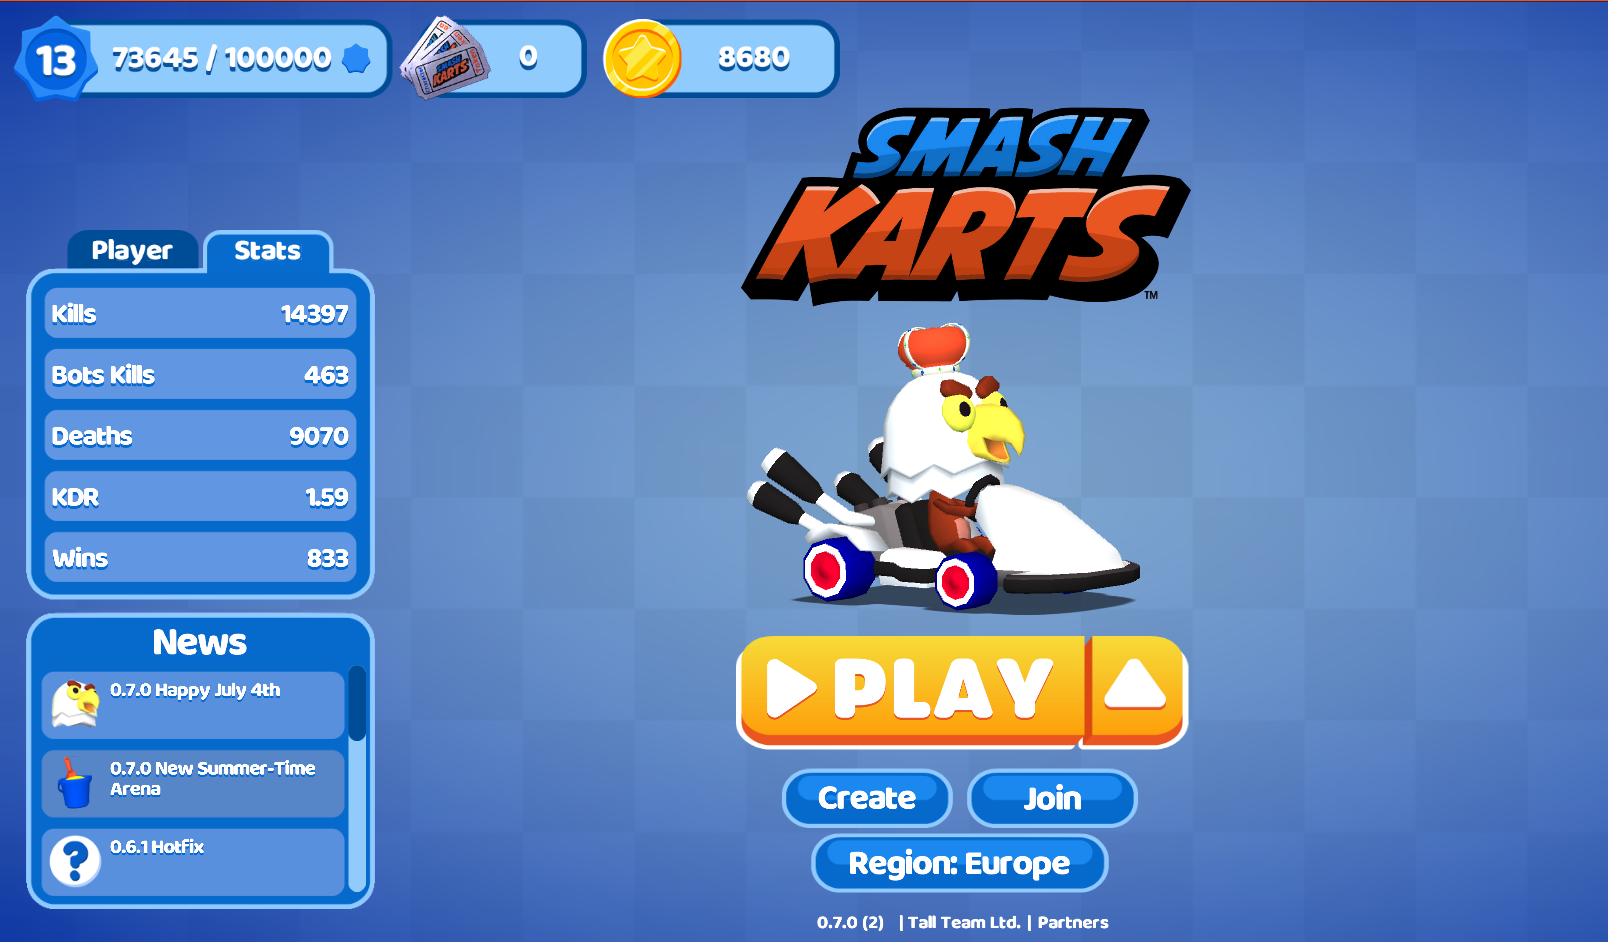 13
73645 / 100000
SMASH
KARTS
0
8680
SMASH
KARTS
TM
Player
Stats
Kills 14397
Bots Kills 463
Deaths 9070
KDR 1.59
Wins 833
News
0.7.0 Happy July 4th
0.7.0 New Summer-Time
Arena
?
0.6.1 Hotfix
PLAY
Create
Join
Region: Europe
0.7.0 (2) | Tall Team Ltd. | Partners